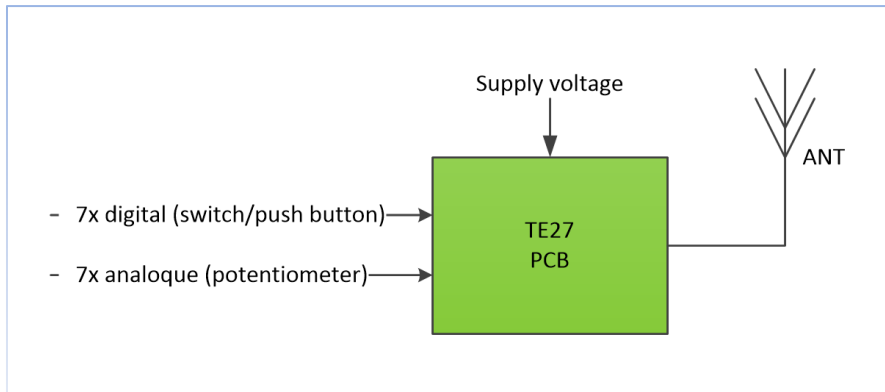 Supply voltage
ANT
- 7x digital (switch/push button)
TE27
PCB
- 7x analoque (potentiometer)